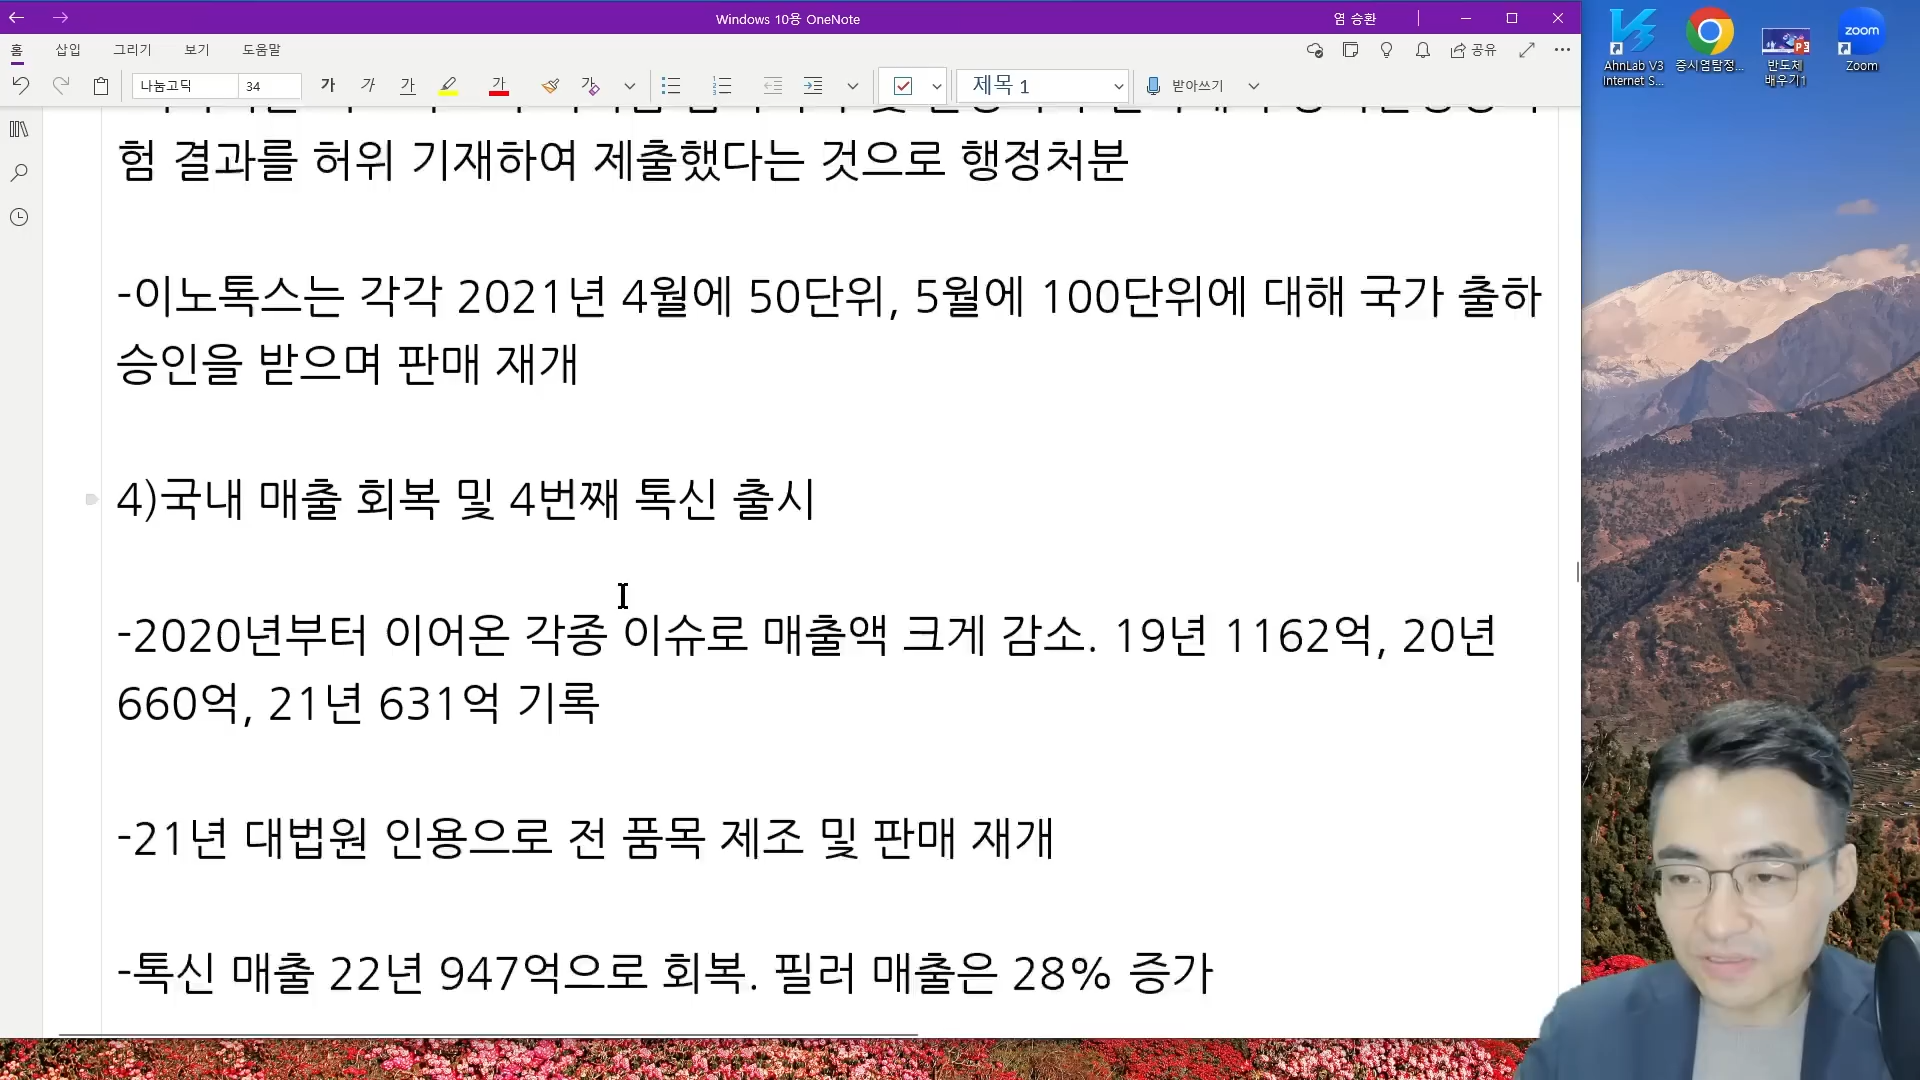 Windows 10용 OneNote
염 승환
홈 삽입 그리기 보기 도움말
공유
나눔고딕 34 가 가 가 가 가 제목 1 받아쓰기
험 결과를 허위 기재하여 제출했다는 것으로 행정처분
-이노톡스는 각각 2021년 4월에 50단위, 5월에 100단위에 대해 국가 출하
승인을 받으며 판매 재개
4)국내 매출 회복 및 4번째 톡신 출시
-2020년부터 이어온 각종 이슈로 매출액 크게 감소. 19년 1162억, 20년
660억, 21년 631억 기록
-21년 대법원 인용으로 전 품목 제조 및 판매 재개
-톡신 매출 22년 947억으로 회복. 필러 매출은 28% 증가
AhnLab V3
Internet S...
증시염탐정...
반도체
배우기1
zoom
Zoom